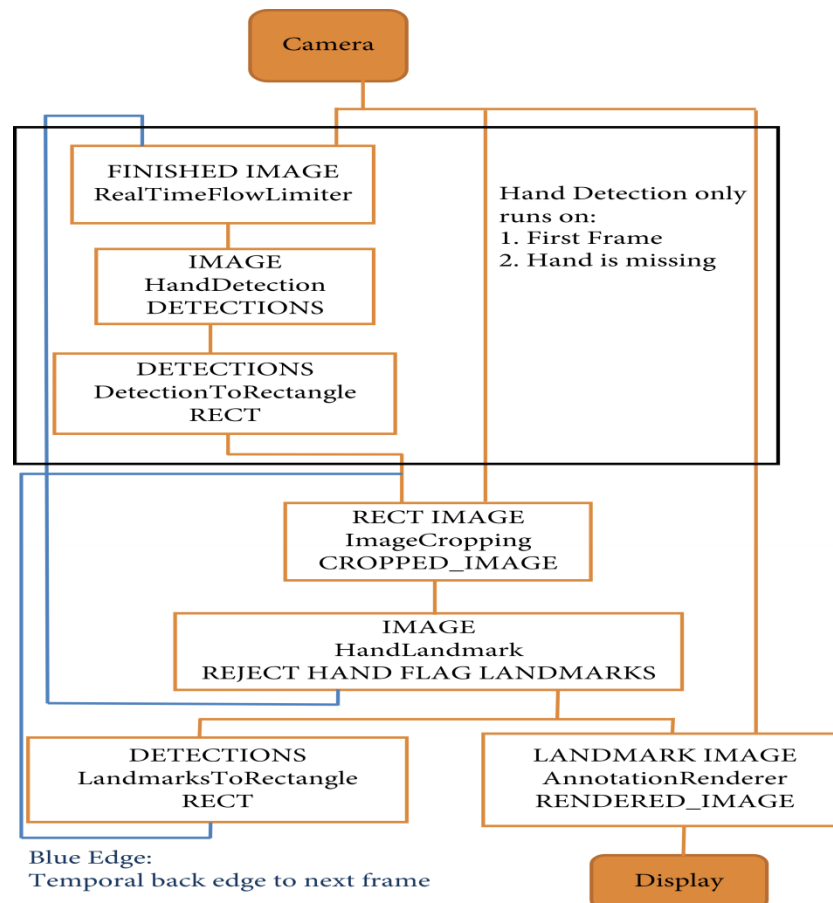 Camera
FINISHED IMAGE
RealTimeFlowLimiter
Hand Detection only
runs on:
1. First Frame
2. Hand is missing
IMAGE
HandDetection
DETECTIONS
DETECTIONS
DetectionToRectangle
RECT
RECT IMAGE
ImageCropping
CROPPED_IMAGE
IMAGE
HandLandmark
REJECT HAND FLAG LANDMARKS
DETECTIONS
LandmarksToRectangle
RECT
LANDMARK IMAGE
AnnotationRenderer
RENDERED_IMAGE
Blue Edge:
Temporal back edge to next frame
Display